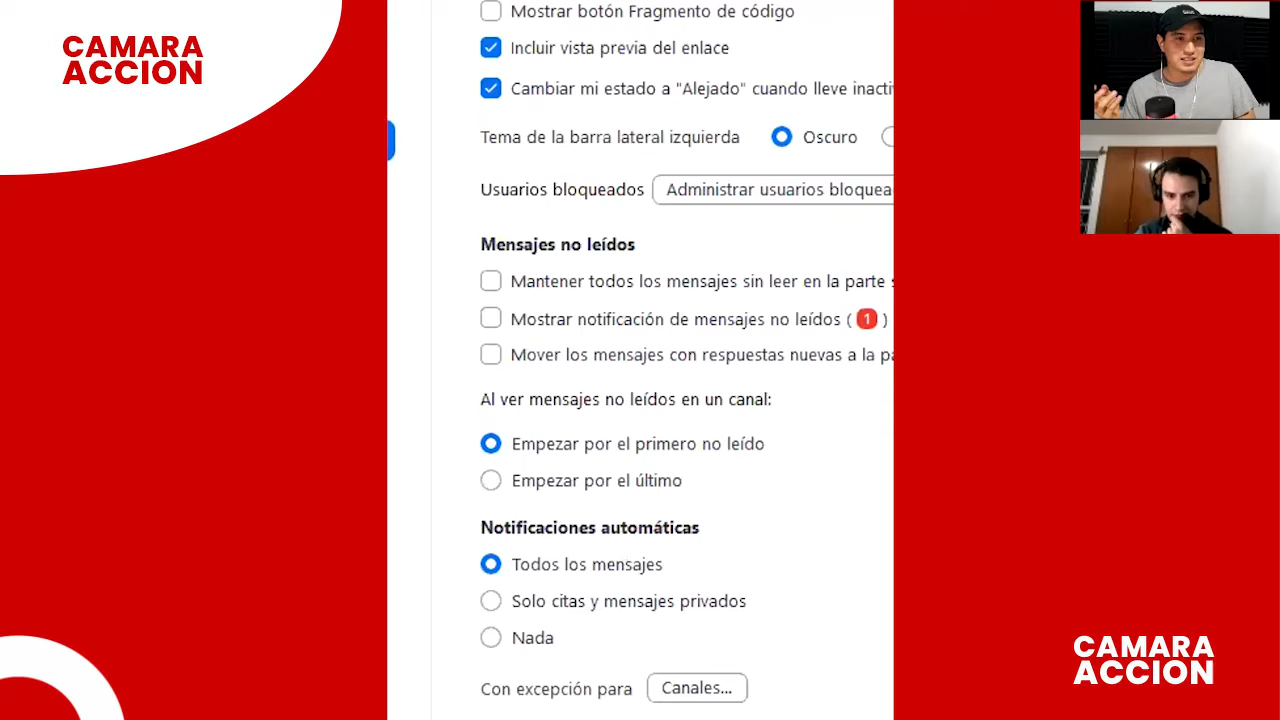 CAMARA
ACCION
Mostrar botón Fragmento de código
Incluir vista previa del enlace
Cambiar mi estado a "Alejado" cuando lleve inacti
Tema de la barra lateral izquierda
Oscuro
Usuarios bloqueados
Administrar usuarios bloquea
Mensajes no leídos
Mantener todos los mensajes sin leer en la parte
Mostrar notificación de mensajes no leídos ( 1 )
Mover los mensajes con respuestas nuevas a la pa
Al ver mensajes no leídos en un canal:
Empezar por el primero no leído
Empezar por el último
Notificaciones automáticas
Todos los mensajes
Solo citas y mensajes privados
Nada
Con excepción para
Canales...
CAMARA
ACCION